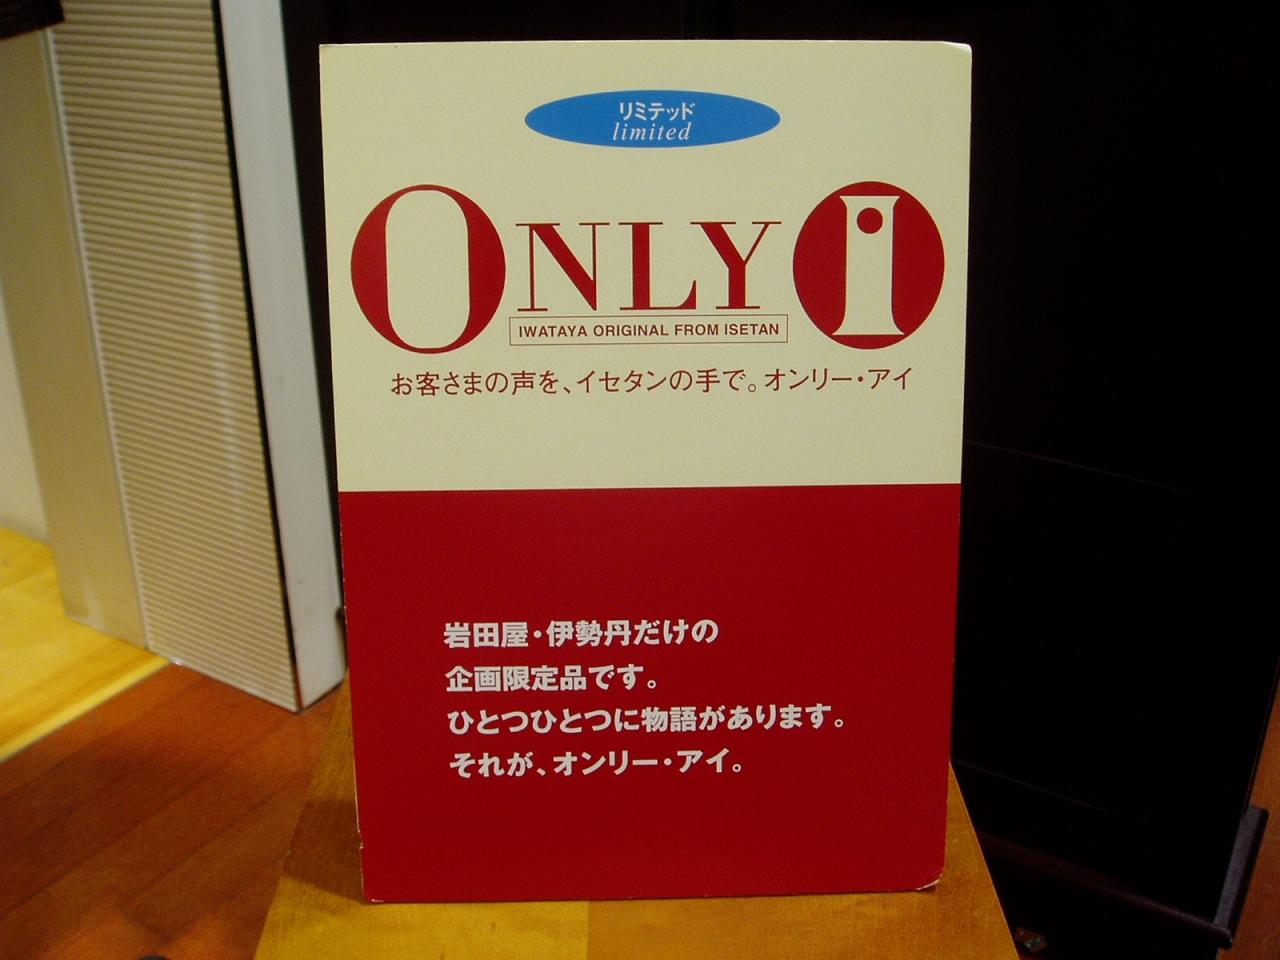 リミテッド
limited
ONLY i
IWATAYA ORIGINAL FROM ISETAN
お客さまの声を、イセタンの手で。オンリー・アイ
岩田屋・伊勢丹だけの
企画限定品です。
ひとつひとつに物語があります。
それが、オンリー・アイ。